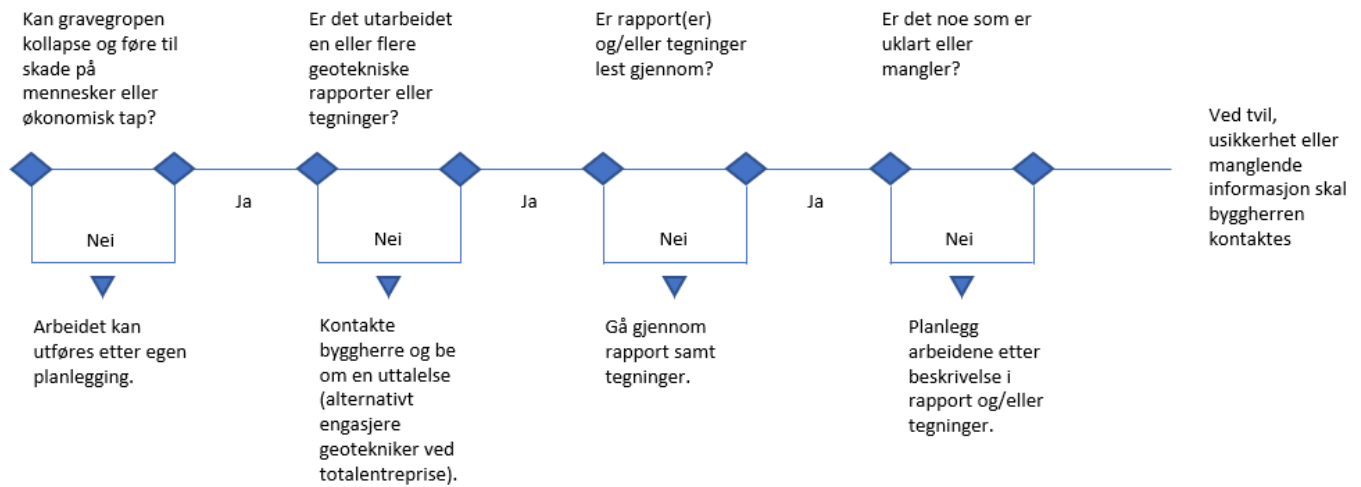 Kan gravegropen
kollapse og føre til
skade på
mennesker eller
økonomisk tap?
Er det utarbeidet
en eller flere
geotekniske
rapporter eller
tegninger?
Er rapport(er)
og/eller tegninger
lest gjennom?
Er det noe som er
uklart eller
mangler?
Ved tvil,
usikkerhet eller
manglende
informasjon skal
byggherren
kontaktes
Ja
Ja
Ja
Nei
Nei
Nei
Nei
Arbeidet kan
utføres etter egen
planlegging.
Kontakte
byggherre og be
om en uttalelse
(alternativt
engasjere
geotekniker ved
totalentreprise).
Gå gjennom
rapport samt
tegninger.
Planlegg
arbeidene etter
beskrivelse i
rapport og/eller
tegninger.